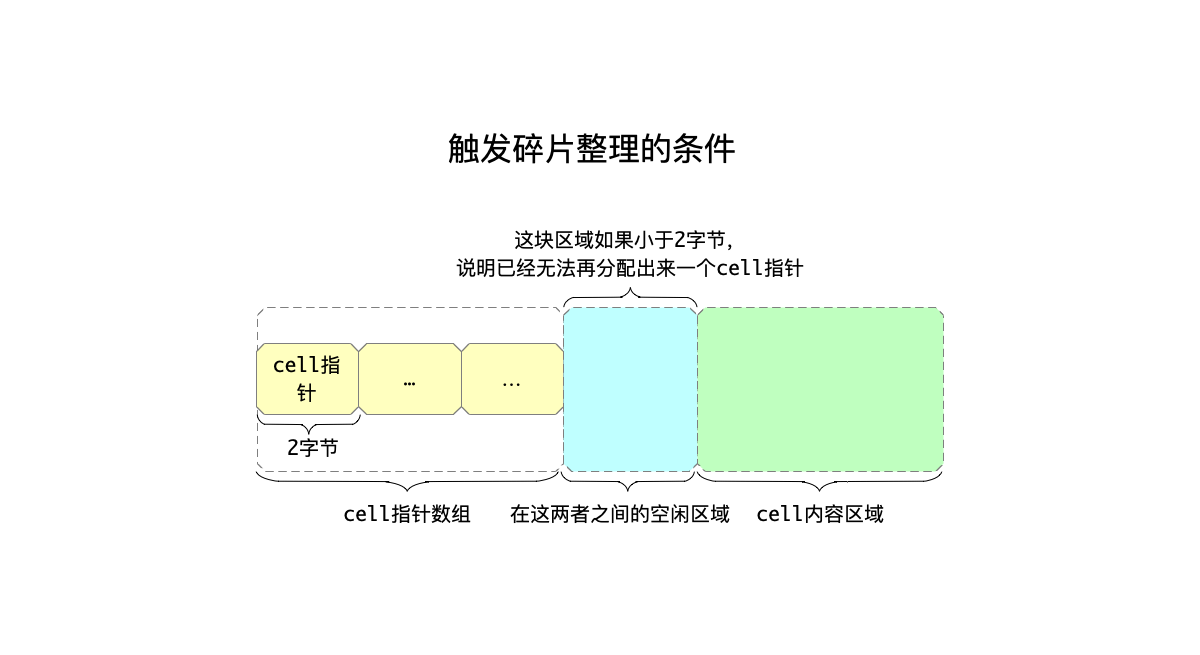 触发碎片整理的条件
这块区域如果小于2字节，
说明已经无法再分配出来一个cell指针
cell指
针
…
...
2字节
cell指针数组
在这两者之间的空闲区域
cell内容区域